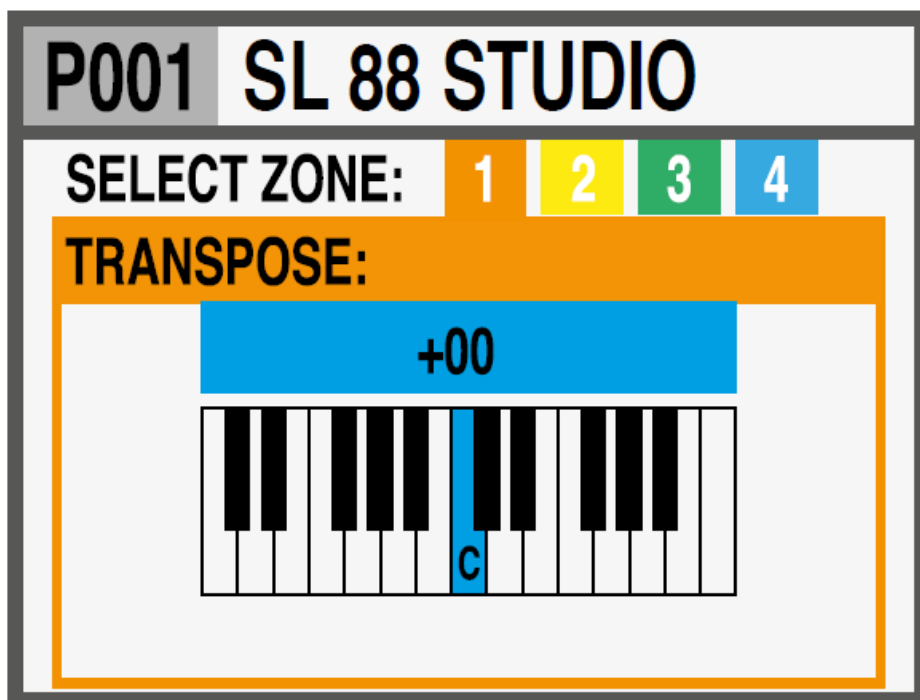 P001 SL 88 STUDIO
SELECT ZONE: 1 2 3 4
TRANSPOSE:
+00
C